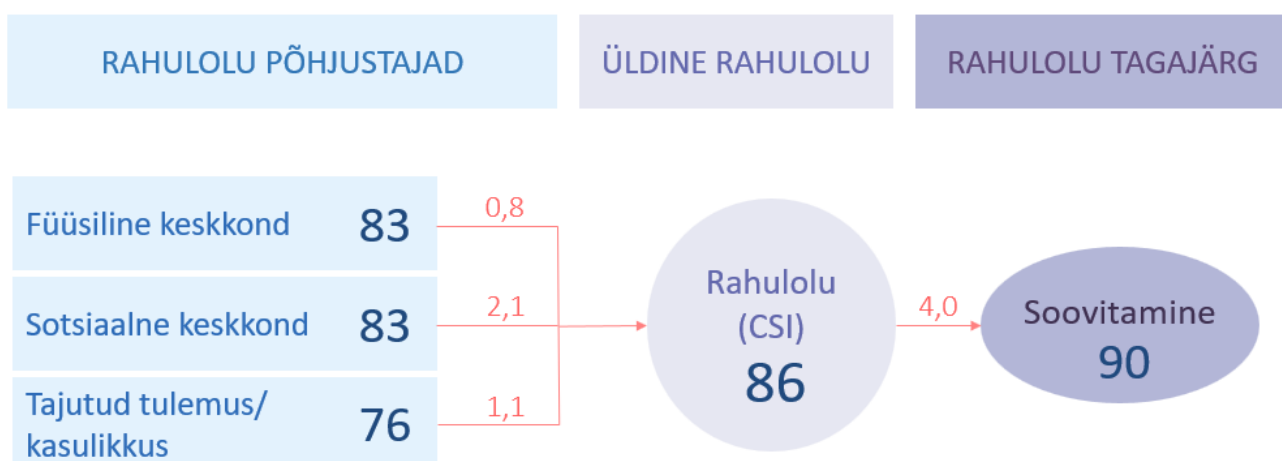 RAHULOLU PÕHJUSTAJAD
ÜLDINE RAHULOLU
RAHULOLU TAGAJÄRG
Füüsiline keskkond 83
0,8
Sotsiaalne keskkond 83
2,1
Tajutud tulemus/
kasulikkus 76
1,1
Rahulolu
(CSI)
86
4,0
Soovitamine
90